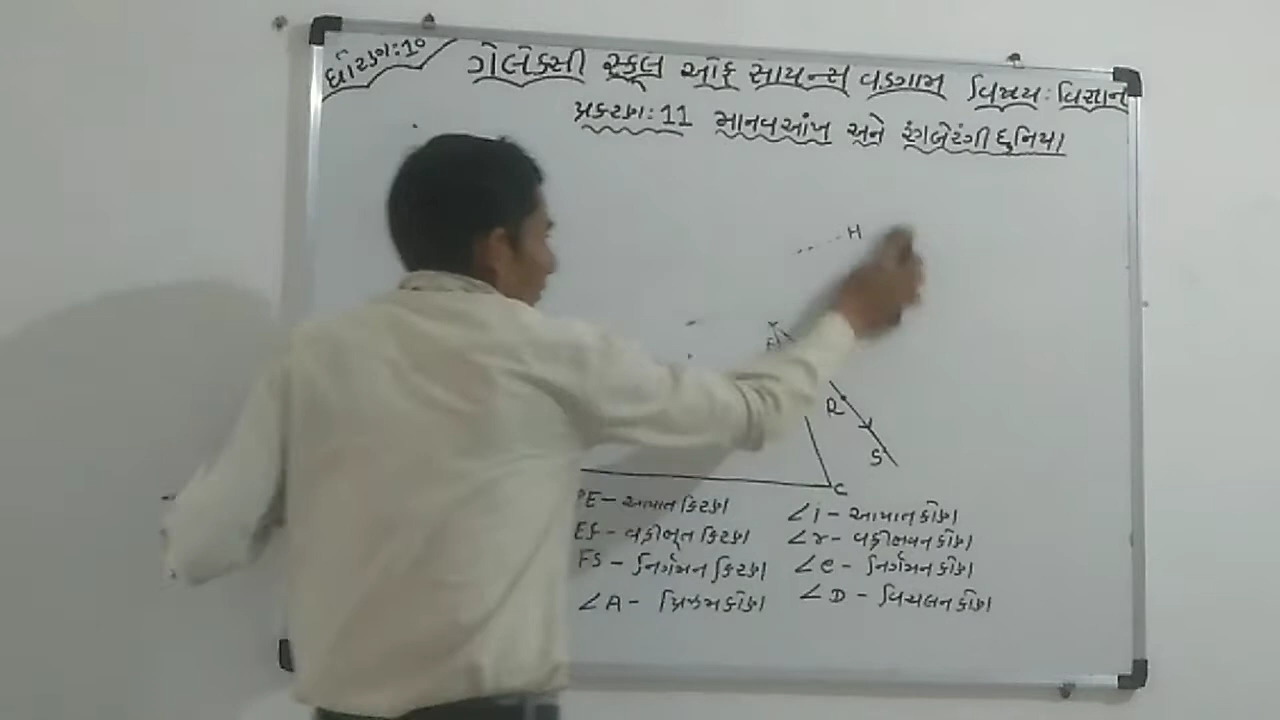 ધોરણ:10
ગેલેક્સી સ્કૂલ ઓફ સાયન્સ વડગામ
વિષય: વિજ્ઞાન
પ્રકરણ:11 માનવઆંખ અને રંગબેરંગી દુનિયા
H
R
S
C
PE - આપાત કિરણ
EF - વક્રીભૂત કિરણ
FS - નિર્ગમન કિરણ
∠A - પ્રિઝમકોણ
∠i - આપાત કોણ
∠r - વક્રીભવન કોણ
∠e - નિર્ગમન કોણ
∠D - વિચલન કોણ